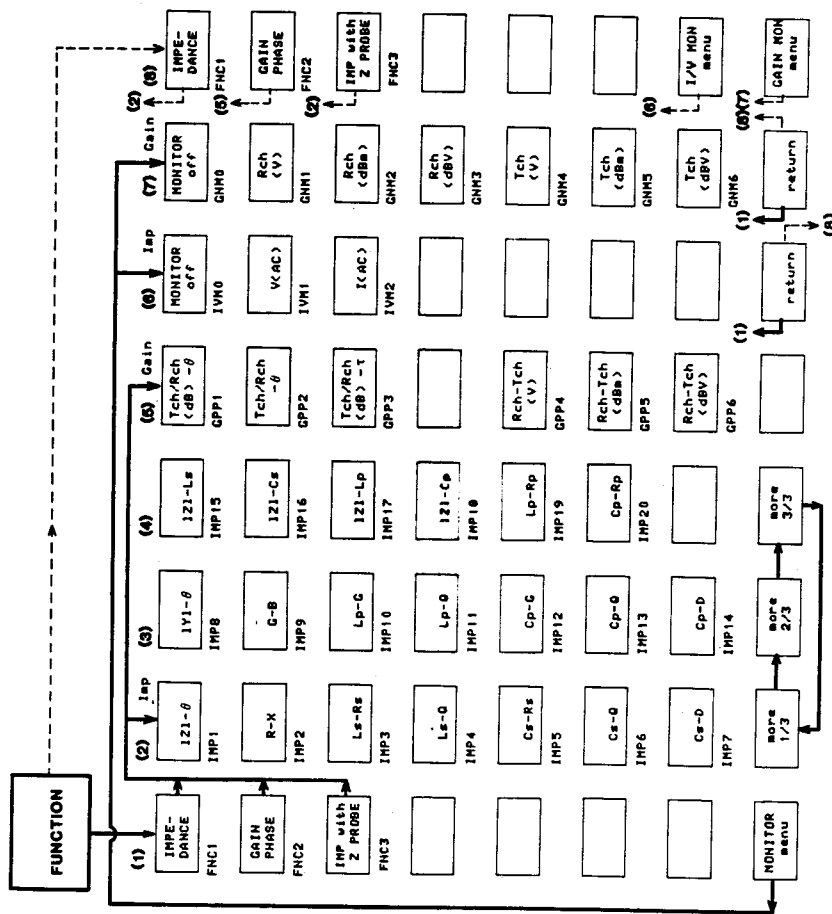 FUNCTION
(1)
IMPE-
DANCE
FNC1
GAIN
PHASE
FNC2
IMP with
Z PROBE
FNC3
MONITOR
menu
(2)
Imp
|Z|-θ
IMP1
R-X
IMP2
Ls-Rs
IMP3
Ls-Q
IMP4
Cs-Rs
IMP5
Cs-Q
IMP6
Cs-D
IMP7
more
1/3
(3)
|Y|-θ
IMP8
G-B
IMP9
Lp-G
IMP10
Lp-Q
IMP11
Cp-G
IMP12
Cp-Q
IMP13
Cp-D
IMP14
more
2/3
(4)
|Z|-Ls
IMP15
|Z|-Cs
IMP16
|Z|-Lp
IMP17
|Z|-Cp
IMP18
Lp-Rp
IMP19
Cp-Rp
IMP20
more
3/3
(5)
Gain
Tch/Rch
(dB) -θ
GPP1
Tch/Rch
-θ
GPP2
Tch/Rch
(dB) -τ
GPP3
Rch-Tch
(V)
GPP4
Rch-Tch
(dBm)
GPP5
Rch-Tch
(dBV)
GPP6
(6)
Imp
MONITOR
off
IVM0
V(AC)
IVM1
I(AC)
IVM2
(1)
return
(8)
(7)
Gain
MONITOR
off
GNM0
Rch
(V)
GNM1
Rch
(dBm)
GNM2
Rch
(dBV)
GNM3
Tch
(V)
GNM4
Tch
(dBm)
GNM5
Tch
(dBV)
GNM6
(1)
return
(8)
(2)
(8)
IMPE-
DANCE
FNC1
(5)
GAIN
PHASE
FNC2
(2)
IMP with
Z PROBE
FNC3
(6)
I/V MON
menu
(7)
GAIN MON
menu